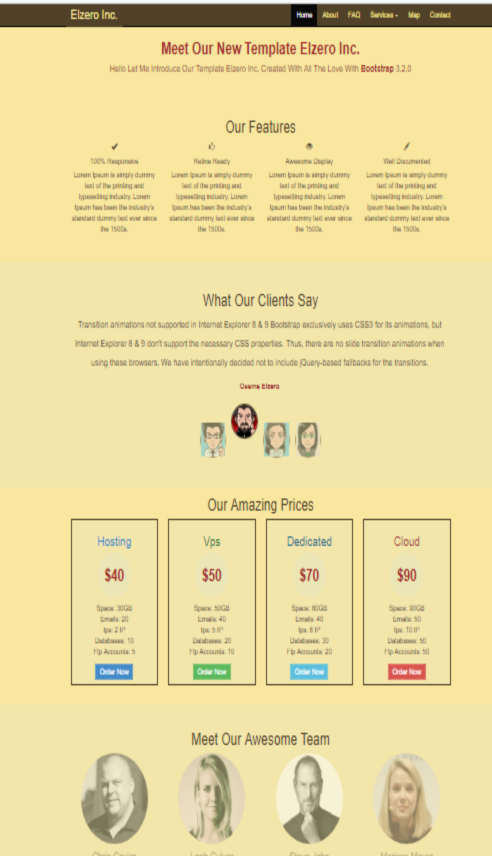 Elzero Inc.
Home About FAQ Services Map Contact
Meet Our New Template Elzero Inc.
Hello Let Me Introduce Our Template Elzero Inc. Created With All The Love With Bootstrap 3.2.0
Our Features
100% Responsive
Lorem Ipsum is simply dummy
text of the printing and
typesetting industry. Lorem
Ipsum has been the industry's
standard dummy text ever since
the 1500s.
Retina Ready
Lorem Ipsum is simply dummy
text of the printing and
typesetting industry. Lorem
Ipsum has been the industry's
standard dummy text ever since
the 1500s.
Awesome Display
Lorem Ipsum is simply dummy
text of the printing and
typesetting industry. Lorem
Ipsum has been the industry's
standard dummy text ever since
the 1500s.
Well Documented
Lorem Ipsum is simply dummy
text of the printing and
typesetting industry. Lorem
Ipsum has been the industry's
standard dummy text ever since
the 1500s.
What Our Clients Say
Transition animations not supported in Internet Explorer 8 & 9 Bootstrap exclusively uses CSS3 for its animations, but
Internet Explorer 8 & 9 don't support the necessary CSS properties. Thus, there are no slide transition animations when
using these browsers. We have intentionally decided not to include jQuery-based fallbacks for the transitions.
Osama Elzero
Our Amazing Prices
Hosting
$40
Space: 30GB
Emails: 20
Ips: 2 IP
Databases: 10
Ftp Accounts: 5
Order Now
Vps
$50
Space: 50GB
Emails: 40
Ips: 5 IP
Databases: 20
Ftp Accounts: 10
Order Now
Dedicated
$70
Space: 80GB
Emails: 40
Ips: 8 IP
Databases: 30
Ftp Accounts: 20
Order Now
Cloud
$90
Space: 90GB
Emails: 50
Ips: 10 IP
Databases: 50
Ftp Accounts: 50
Order Now
Meet Our Awesome Team